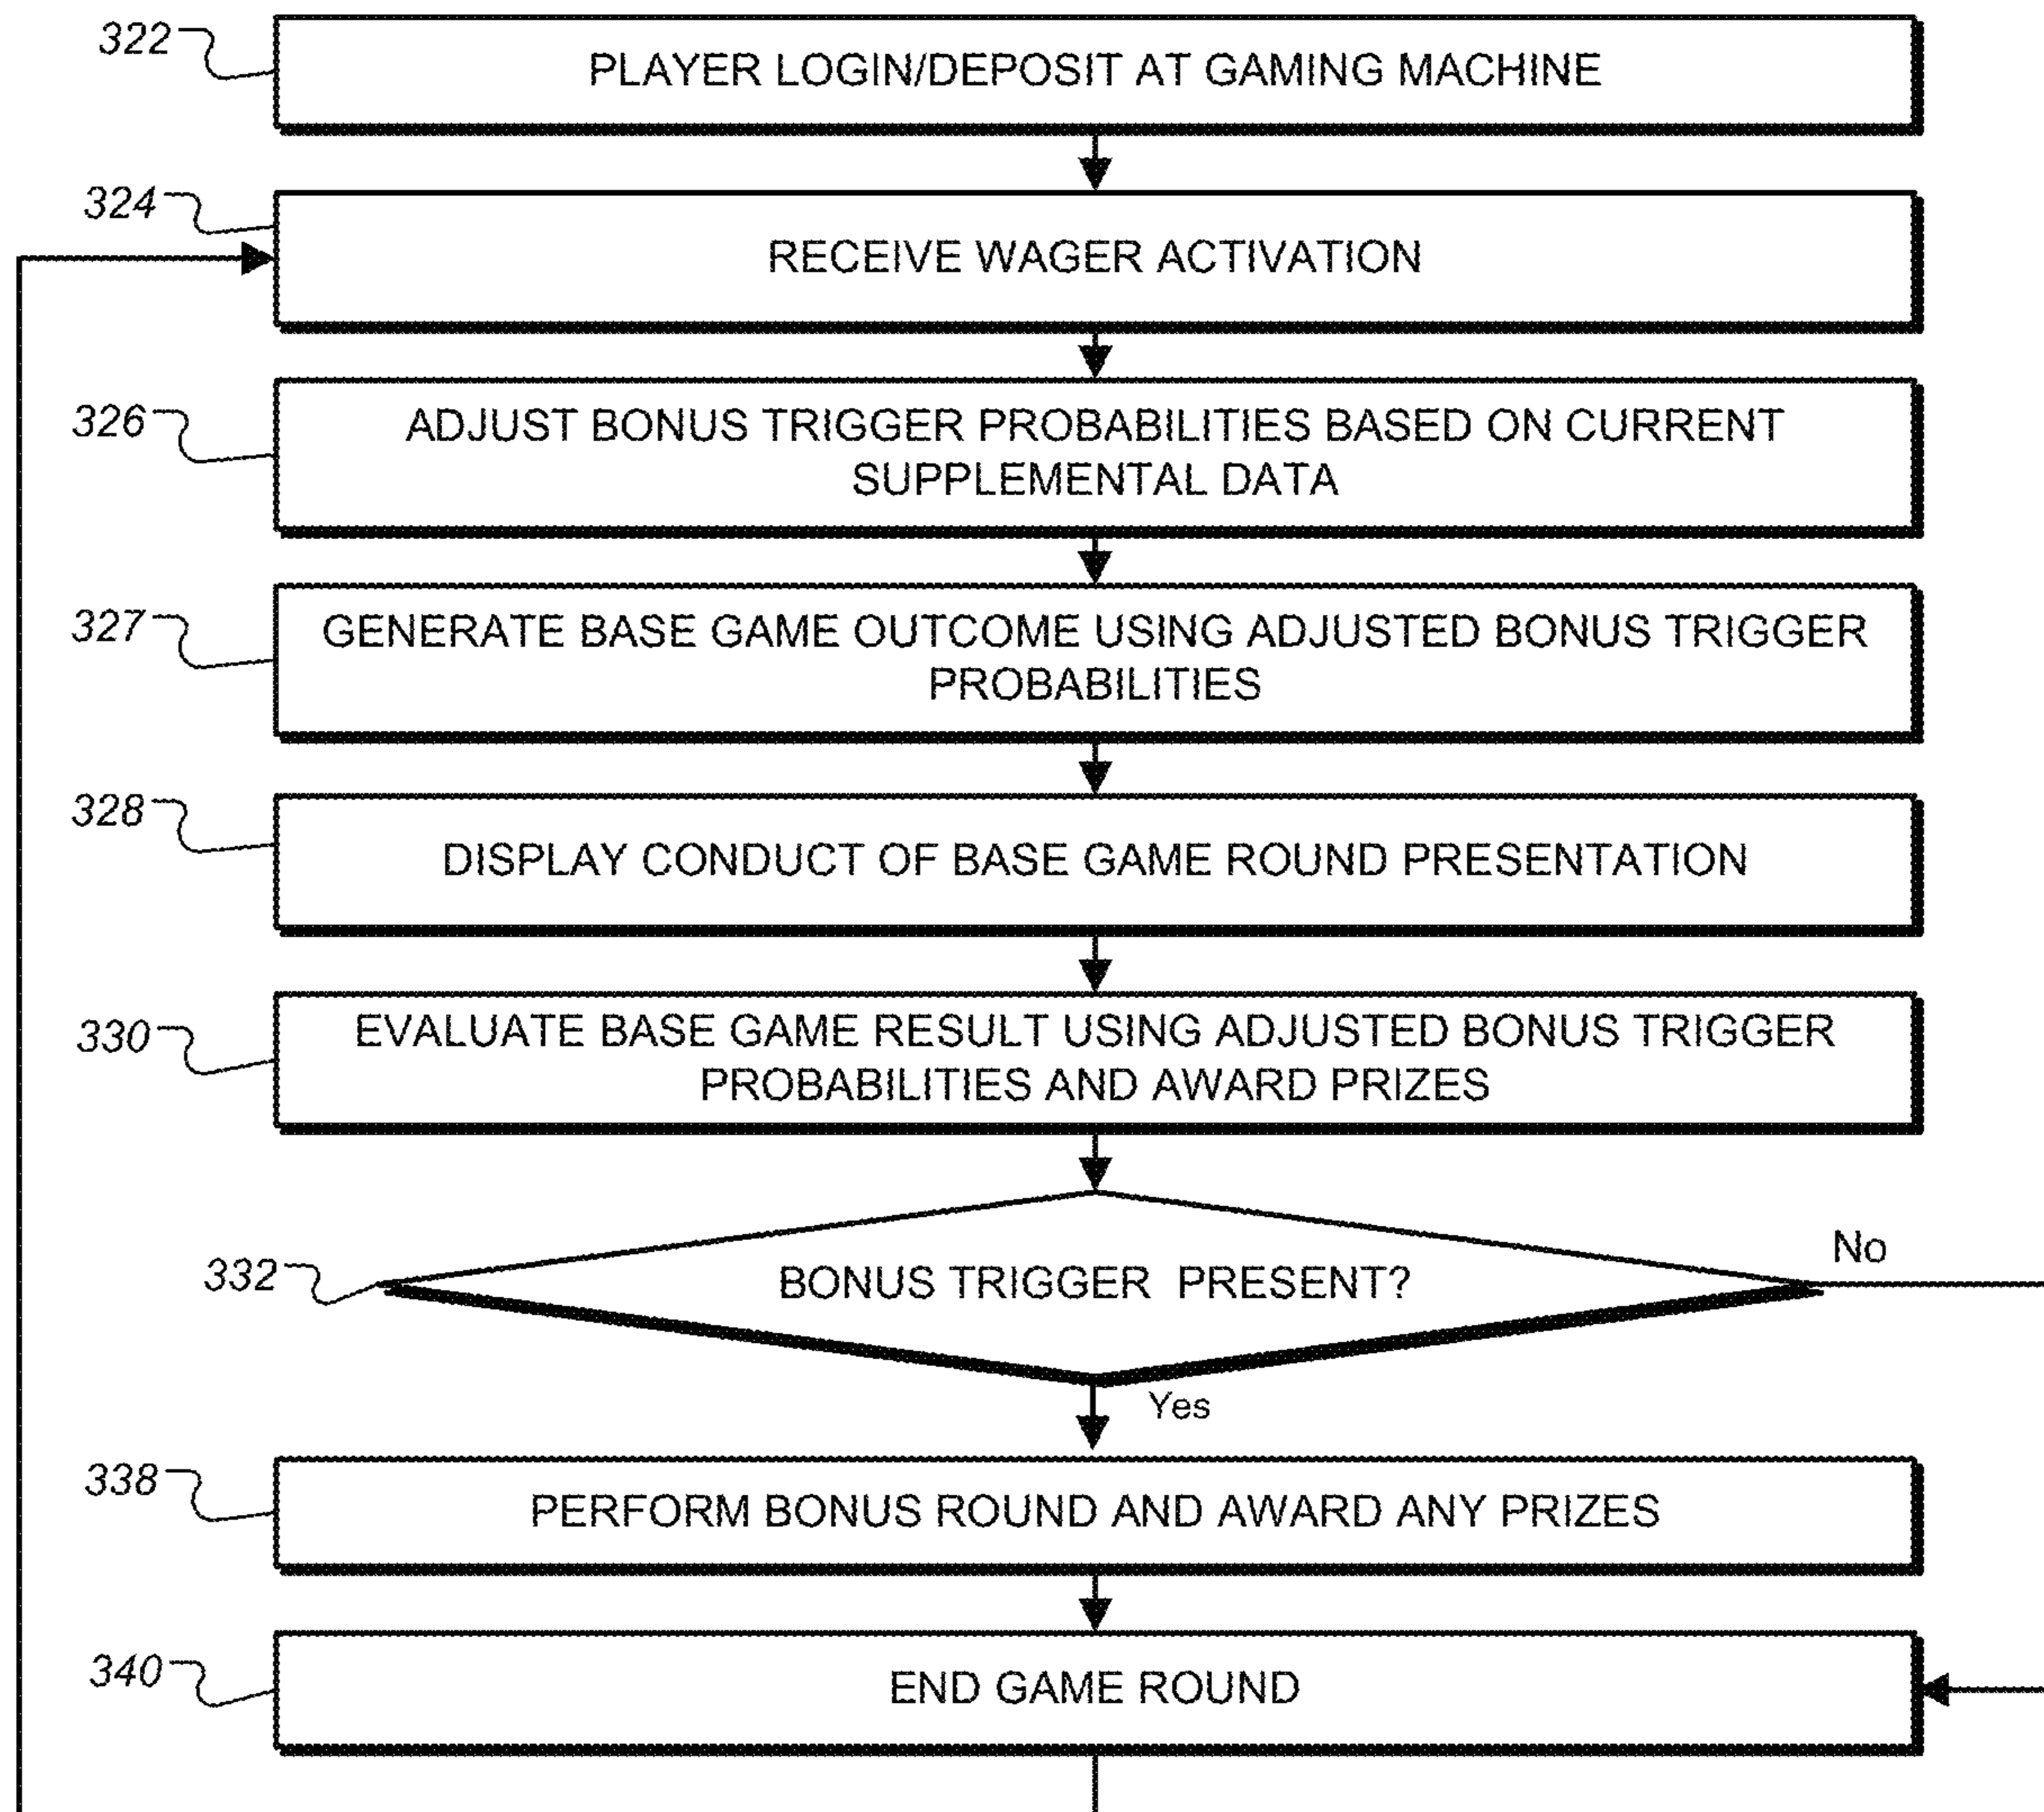 322
PLAYER LOGIN/DEPOSIT AT GAMING MACHINE
324
RECEIVE WAGER ACTIVATION
326
ADJUST BONUS TRIGGER PROBABILITIES BASED ON CURRENT
SUPPLEMENTAL DATA
327
GENERATE BASE GAME OUTCOME USING ADJUSTED BONUS TRIGGER
PROBABILITIES
328
DISPLAY CONDUCT OF BASE GAME ROUND PRESENTATION
330
EVALUATE BASE GAME RESULT USING ADJUSTED BONUS TRIGGER
PROBABILITIES AND AWARD PRIZES
332
BONUS TRIGGER PRESENT?
No
Yes
338
PERFORM BONUS ROUND AND AWARD ANY PRIZES
340
END GAME ROUND